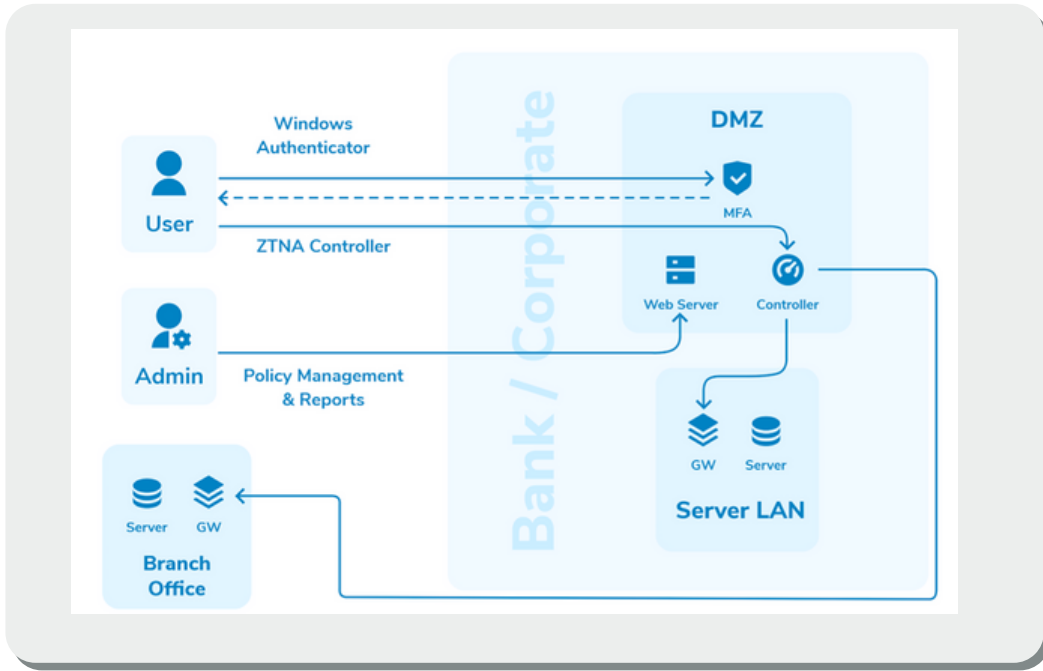 Windows
Authenticator
DMZ
User
MFA
ZTNA Controller
Web Server
Controller
Admin
Policy Management
& Reports
Bank / Corporate
GW
Server
Server LAN
Server
GW
Branch
Office